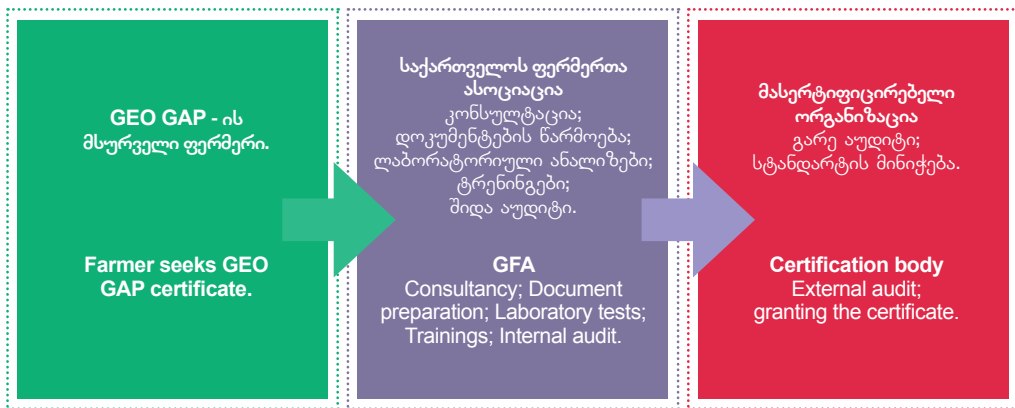 GEO GAP - ის
მსურველი ფერმერი.
Farmer seeks GEO
GAP certificate.
საქართველოს ფერმერთა
ასოციაცია
კონსულტაცია;
დოკუმენტების წარმოება;
ლაბორატორიული ანალიზები;
ტრენინგები;
შიდა აუდიტი.
GFA
Consultancy; Document
preparation; Laboratory tests;
Trainings; Internal audit.
მასერტიფიცირებელი
ორგანიზაცია
გარე აუდიტი;
სტანდარტის მინიჭება.
Certification body
External audit;
granting the certificate.